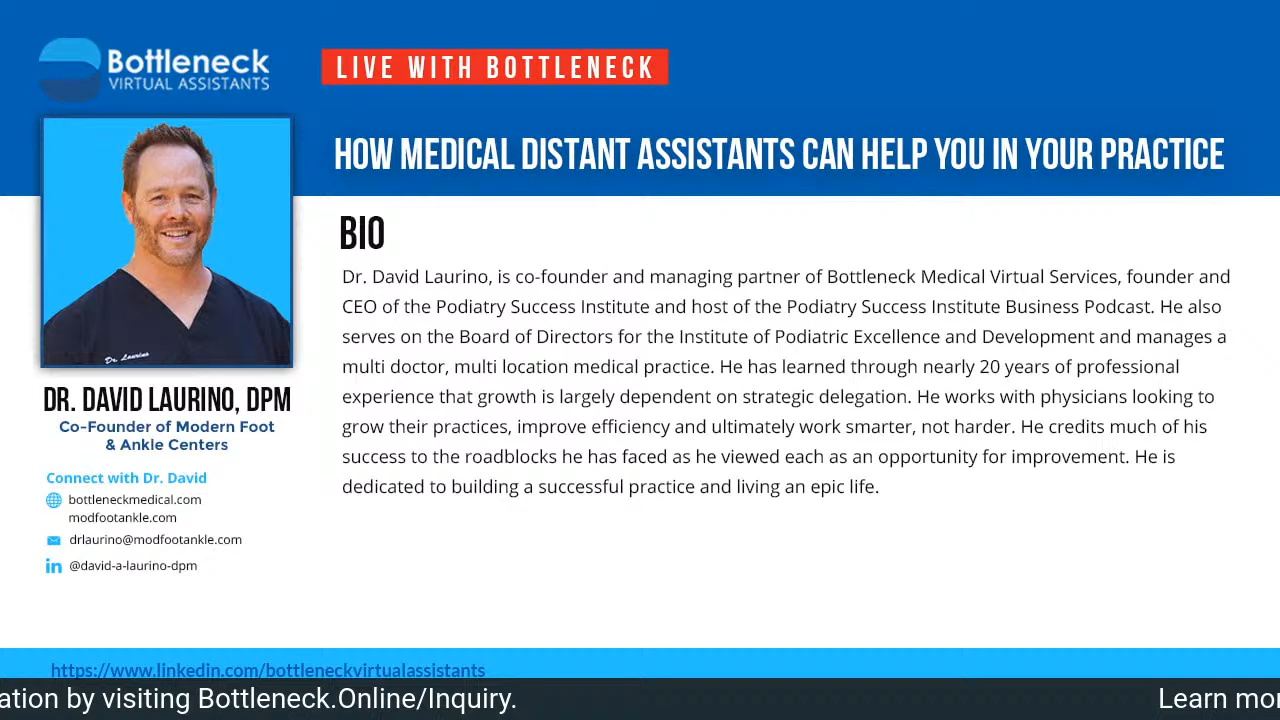 Bottleneck
VIRTUAL ASSISTANTS
LIVE WITH BOTTLENECK
HOW MEDICAL DISTANT ASSISTANTS CAN HELP YOU IN YOUR PRACTICE
Dr. Laurino
DR. DAVID LAURINO, DPM
Co-Founder of Modern Foot
& Ankle Centers
Connect with Dr. David
bottleneckmedical.com
modfootankle.com
drlaurino@modfootankle.com
in @david-a-laurino-dpm
BIO
Dr. David Laurino, is co-founder and managing partner of Bottleneck Medical Virtual Services, founder and
CEO of the Podiatry Success Institute and host of the Podiatry Success Institute Business Podcast. He also
serves on the Board of Directors for the Institute of Podiatric Excellence and Development and manages a
multi doctor, multi location medical practice. He has learned through nearly 20 years of professional
experience that growth is largely dependent on strategic delegation. He works with physicians looking to
grow their practices, improve efficiency and ultimately work smarter, not harder. He credits much of his
success to the roadblocks he has faced as he viewed each as an opportunity for improvement. He is
dedicated to building a successful practice and living an epic life.
https://www.linkedin.com/bottleneckvirtualassistants
ation by visiting Bottleneck.Online/Inquiry. Learn mor